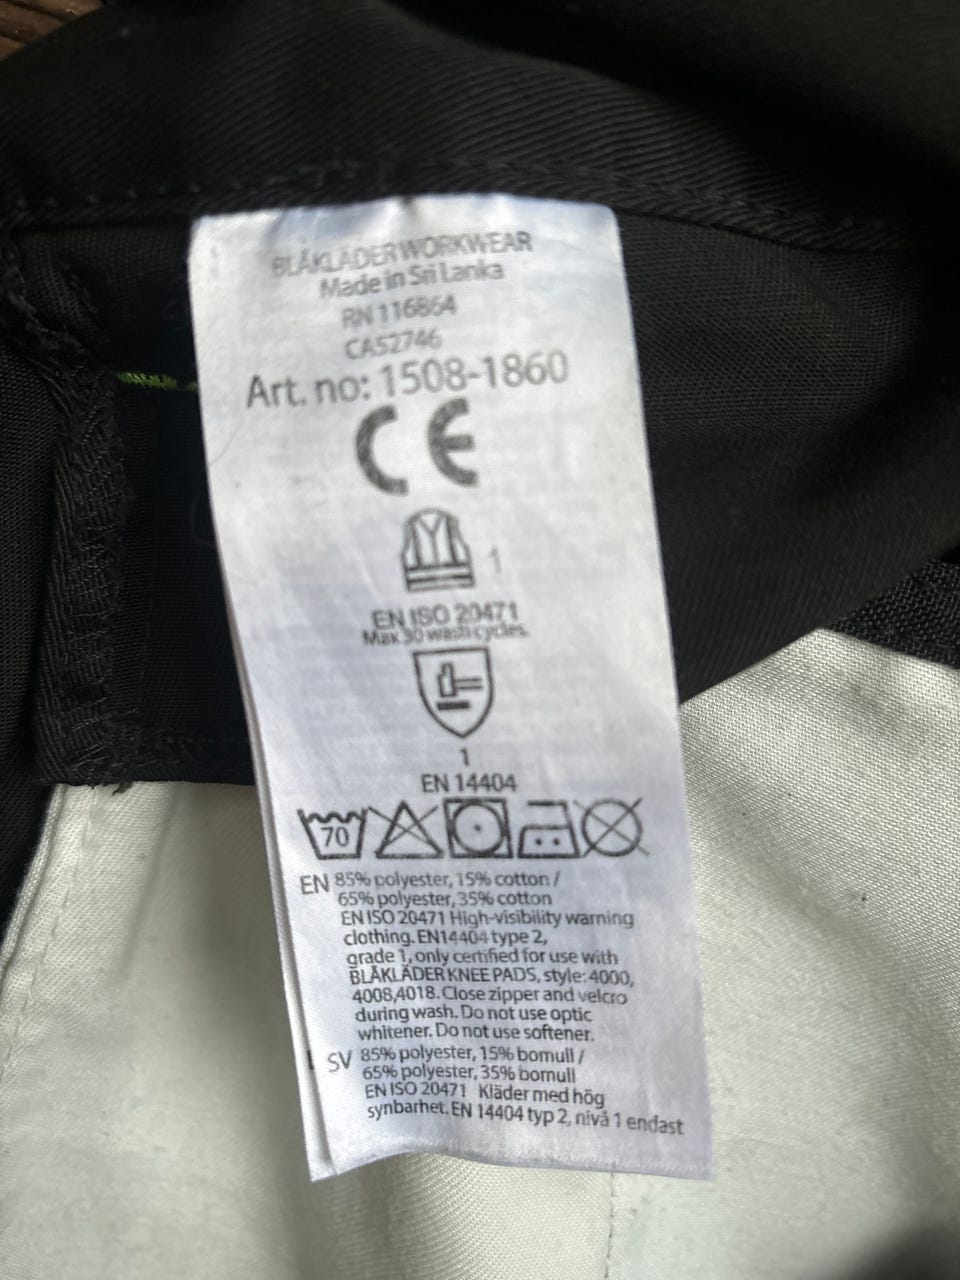 BLÅKLÄDER WORKWEAR
Made in Sri Lanka
RN 116864
CA52746
Art. no: 1508-1860
CE
1
EN ISO 20471
Max 30 wash cycles.
1
EN 14404
70
EN 85% polyester, 15% cotton /
65% polyester, 35% cotton
EN ISO 20471 High-visibility warning
clothing. EN14404 type 2,
grade 1, only certified for use with
BLÅKLÄDER KNEE PADS, style: 4000,
4008,4018. Close zipper and velcro
during wash. Do not use optic
whitener. Do not use softener.
SV 85% polyester, 15% bomull /
65% polyester, 35% bomull
EN ISO 20471 Kläder med hög
synbarhet. EN 14404 typ 2, nivå 1 endast